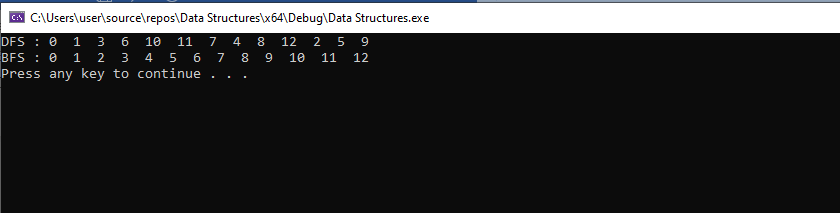 C:\Users\user\source\repos\Data Structures\x64\Debug\Data Structures.exe
DFS : 0  1  3  6  10  11  7  4  8  12  2  5  9
BFS : 0  1  2  3  4  5  6  7  8  9  10  11  12
Press any key to continue . . .